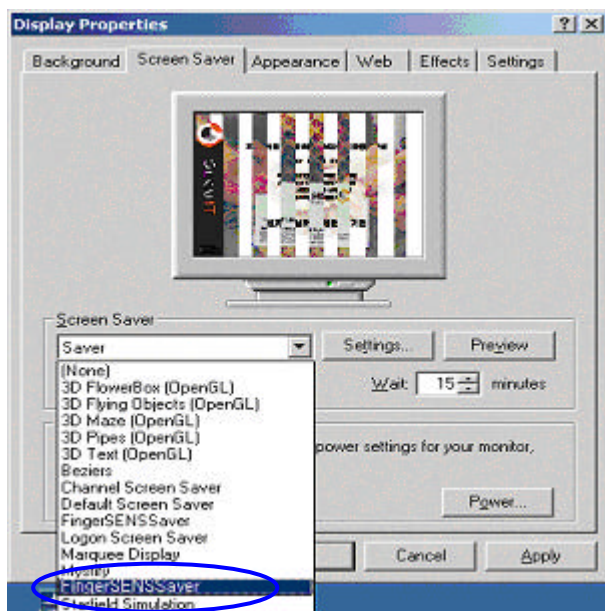 Display Properties
Background Screen Saver Appearance Web Effects Settings
Screen Saver
Saver Settings... Preview
(None)
3D FlowerBox (OpenGL)
3D Flying Objects (OpenGL)
Wait: 15 minutes
3D Maze (OpenGL)
3D Pipes (OpenGL)
3D Text (OpenGL)
power settings for your monitor,
Beziers
Channel Screen Saver
Default Screen Saver
FingerSENSSaver
Power...
Logon Screen Saver
Marquee Display
Cancel Apply
Mystify
FingerSENSSaver
Starfield Simulation